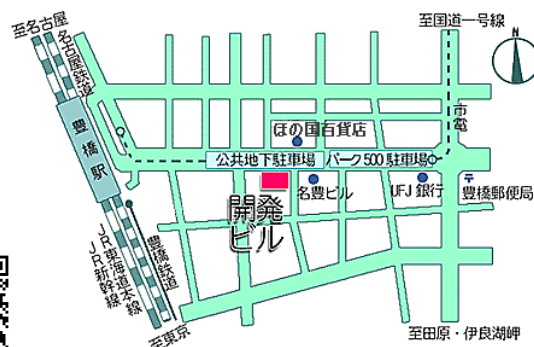 至名古屋
名古屋鉄道
至国道一号線
N
市電
ほの国百貨店
豊橋駅
公共地下駐車場
パーク500駐車場
開発
ビル
名豊ビル
UFJ銀行
豊橋郵便局
豊橋鉄道
JR東海道本線
JR新幹線
至東京
至田原・伊良湖岬